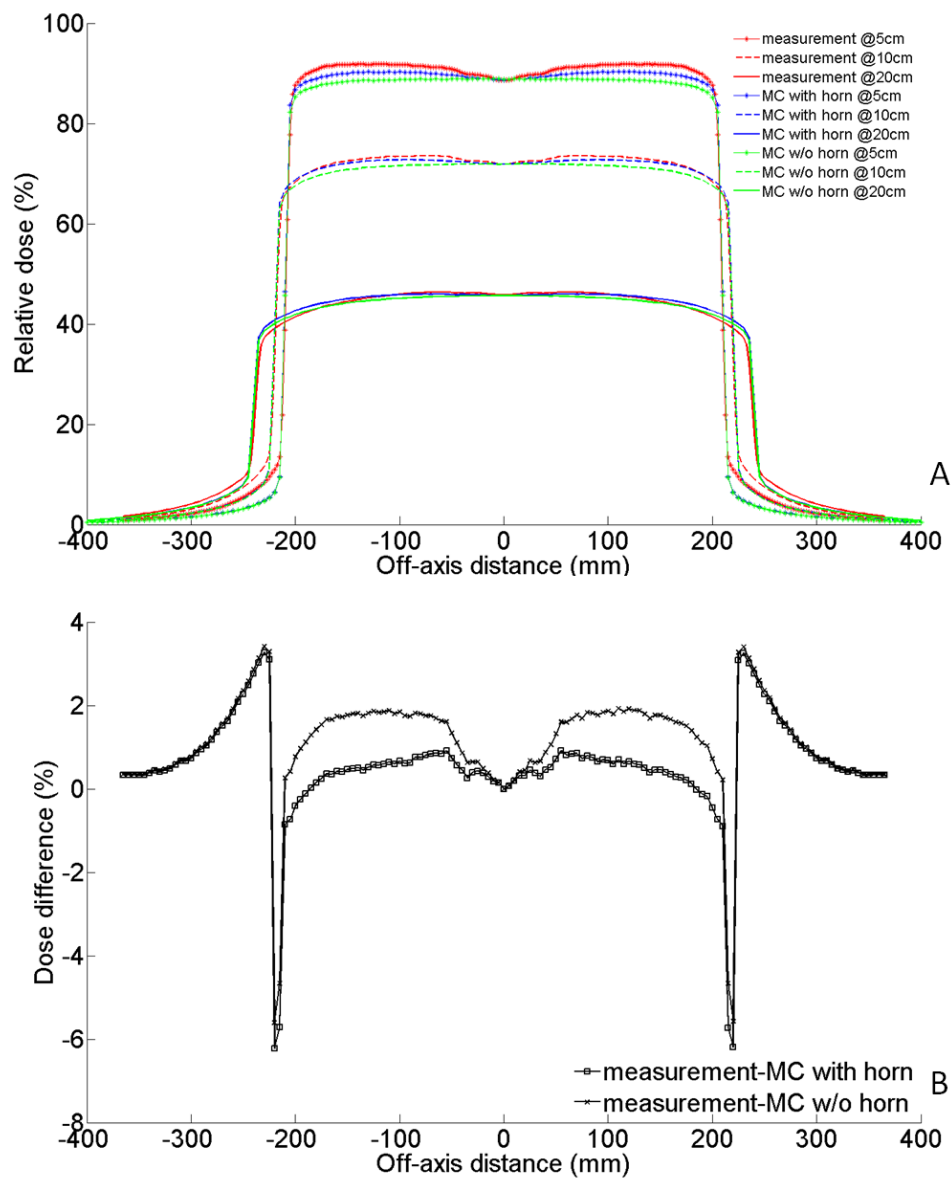 100
80
60
40
20
0
Relative dose (%)
measurement @5cm
measurement @10cm
measurement @20cm
MC with horn @5cm
MC with horn @10cm
MC with horn @20cm
MC w/o horn @5cm
MC w/o horn @10cm
MC w/o horn @20cm
A
-400 -300 -200 -100 0 100 200 300 400
Off-axis distance (mm)
4
2
0
-2
-4
-6
-8
Dose difference (%)
measurement-MC with horn
measurement-MC w/o horn
B
-400 -300 -200 -100 0 100 200 300 400
Off-axis distance (mm)